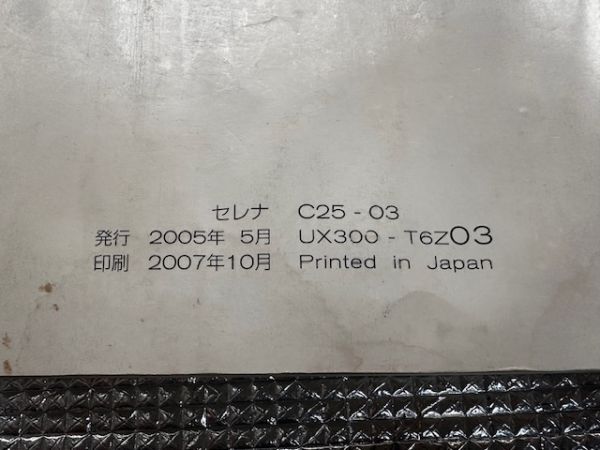 セレナ C25 - 03
発行 2005年 5月 UX300 - T6Z03
印刷 2007年10月 Printed in Japan